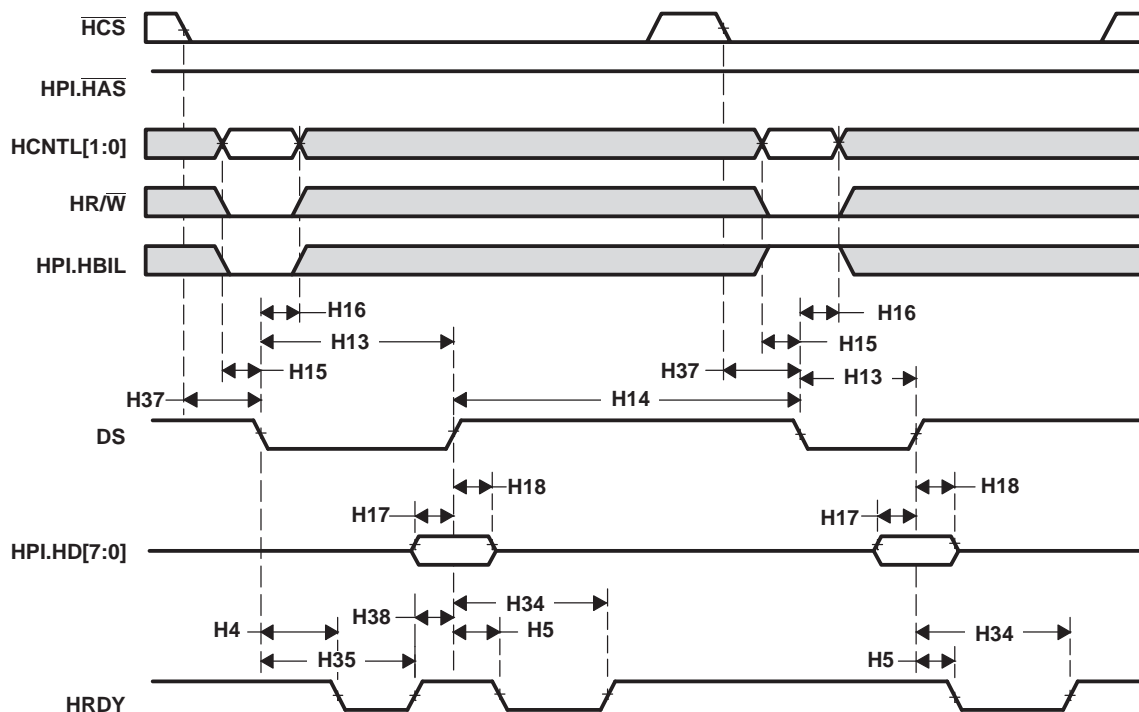 HCS
HPI.HAS
HCNTL[1:0]
HR/W
HPI.HBIL
H16
H16
H13
H15
H15
H37
H13
H37
H14
DS
H18
H18
H17
H17
HPI.HD[7:0]
H34
H38
H4
H5
H34
H35
H5
HRDY